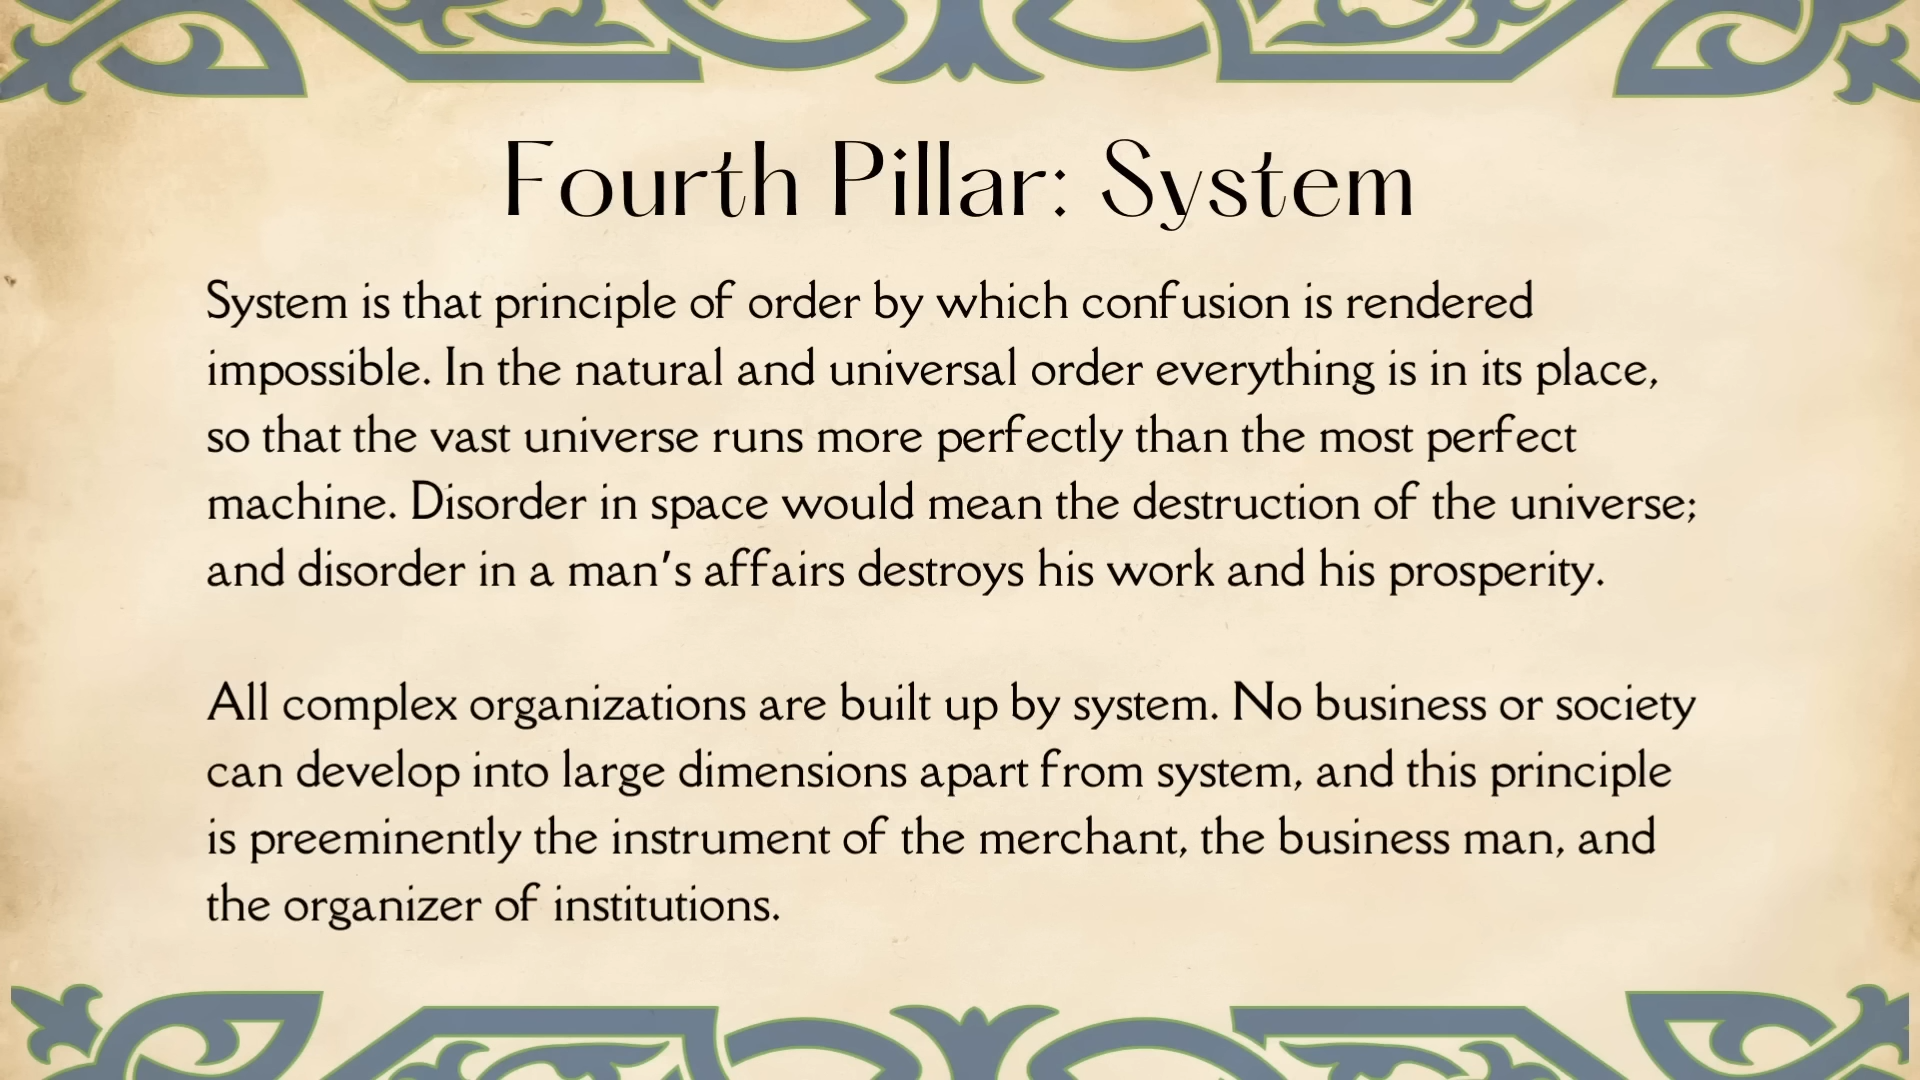 Fourth Pillar: System
System is that principle of order by which confusion is rendered
impossible. In the natural and universal order everything is in its place,
so that the vast universe runs more perfectly than the most perfect
machine. Disorder in space would mean the destruction of the universe;
and disorder in a man's affairs destroys his work and his prosperity.
All complex organizations are built up by system. No business or society
can develop into large dimensions apart from system, and this principle
is preeminently the instrument of the merchant, the business man, and
the organizer of institutions.